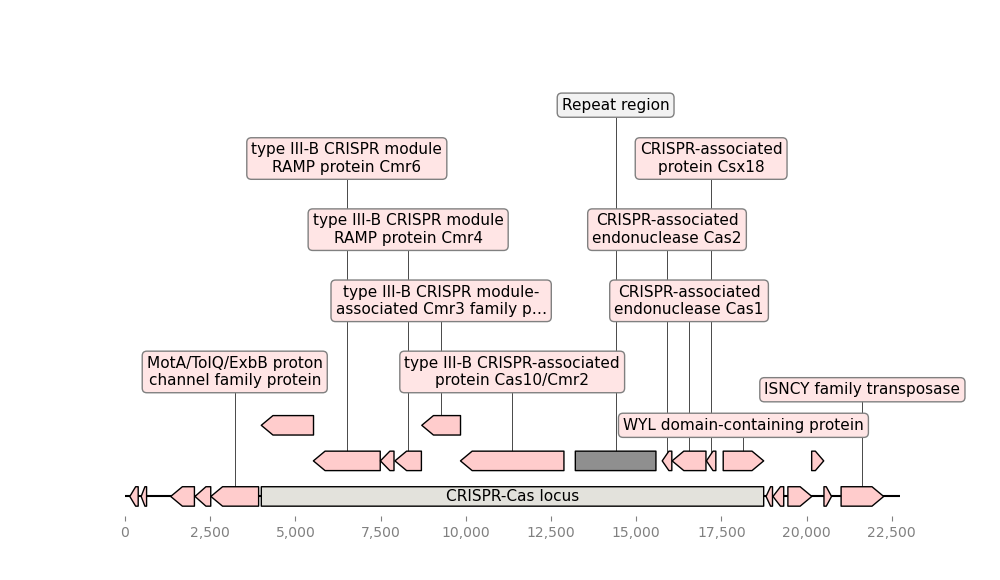 Repeat region
type III-B CRISPR module
RAMP protein Cmr6
CRISPR-associated
protein Csx18
type III-B CRISPR module
RAMP protein Cmr4
CRISPR-associated
endonuclease Cas2
type III-B CRISPR module-
associated Cmr3 family p...
CRISPR-associated
endonuclease Cas1
MotA/TolQ/ExbB proton
channel family protein
type III-B CRISPR-associated
protein Cas10/Cmr2
ISNCY family transposase
WYL domain-containing protein
CRISPR-Cas locus
0 2,500 5,000 7,500 10,000 12,500 15,000 17,500 20,000 22,500